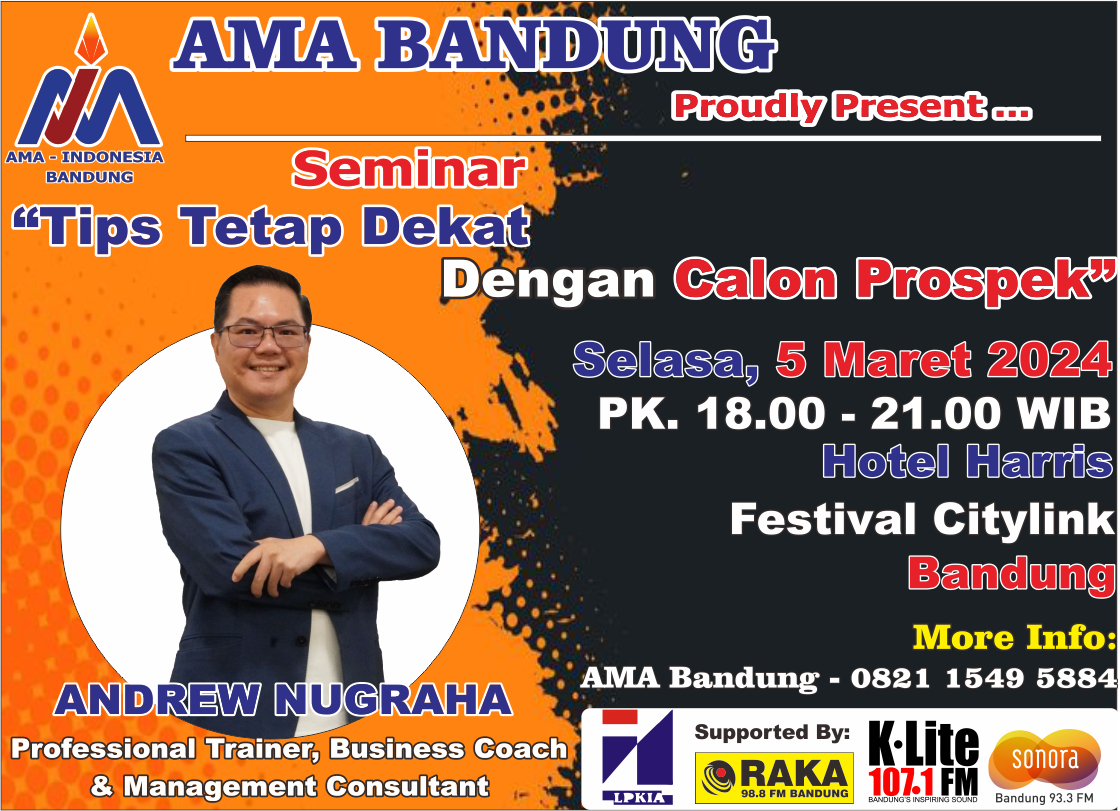 AMA BANDUNG
Proudly Present ...
AMA - INDONESIA
BANDUNG
Seminar
“Tips Tetap Dekat
Dengan Calon Prospek”
Selasa, 5 Maret 2024
PK. 18.00 - 21.00 WIB
Hotel Harris
Festival Citylink
Bandung
More Info:
AMA Bandung - 0821 1549 5884
ANDREW NUGRAHA
Professional Trainer, Business Coach
& Management Consultant
LPKIA
Supported By:
RAKA
98.8 FM BANDUNG
K·Lite
107.1 FM
BANDUNG'S INSPIRING SOUND
sonora
Bandung 93.3 FM